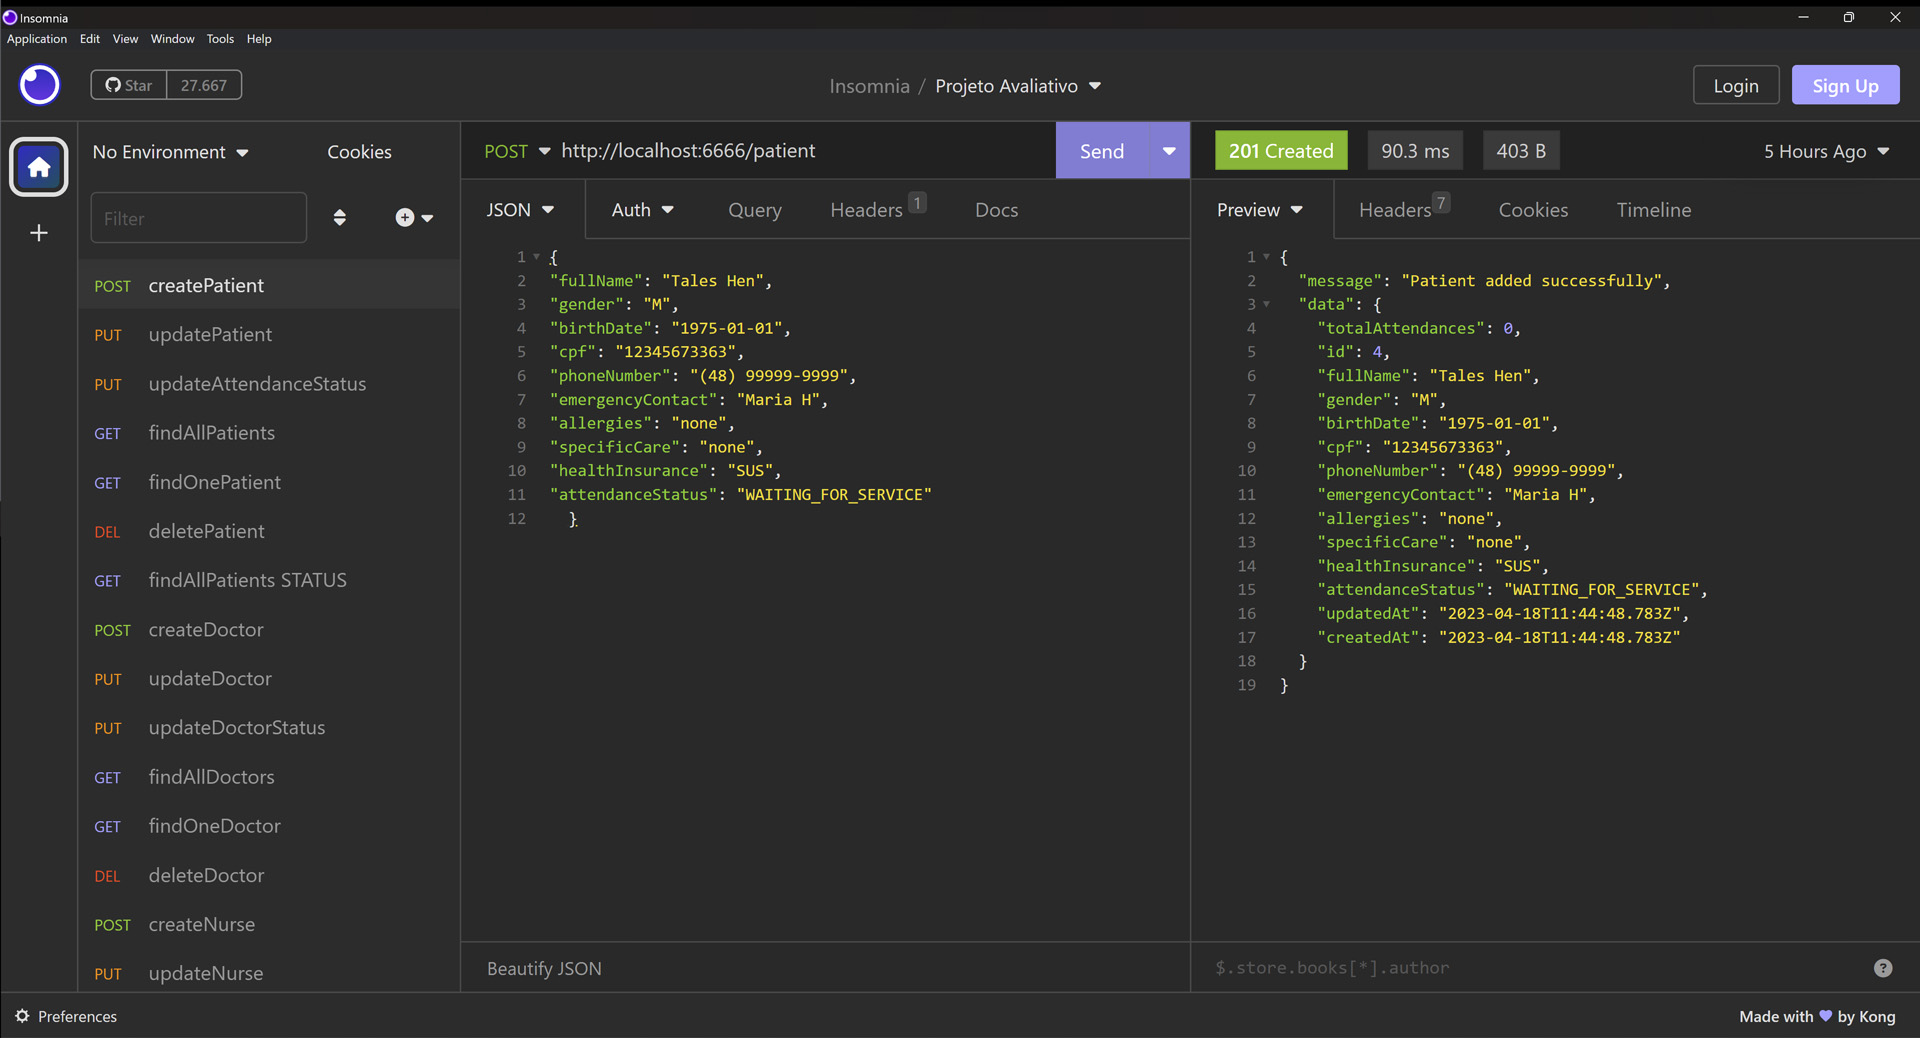 Insomnia
Application Edit View Window Tools Help
Star 27.667
Insomnia / Projeto Avaliativo
Login Sign Up
No Environment
Cookies
Filter
POST createPatient
PUT updatePatient
PUT updateAttendanceStatus
GET findAllPatients
GET findOnePatient
DEL deletePatient
GET findAllPatients STATUS
POST createDoctor
PUT updateDoctor
PUT updateDoctorStatus
GET findAllDoctors
GET findOneDoctor
DEL deleteDoctor
POST createNurse
PUT updateNurse
POST http://localhost:6666/patient Send
JSON Auth Query Headers 1 Docs
1 {
2 "fullName": "Tales Hen",
3 "gender": "M",
4 "birthDate": "1975-01-01",
5 "cpf": "12345673363",
6 "phoneNumber": "(48) 99999-9999",
7 "emergencyContact": "Maria H",
8 "allergies": "none",
9 "specificCare": "none",
10 "healthInsurance": "SUS",
11 "attendanceStatus": "WAITING_FOR_SERVICE"
12 }
Beautify JSON
201 Created 90.3 ms 403 B 5 Hours Ago
Preview Headers 7 Cookies Timeline
1 {
2 "message": "Patient added successfully",
3 "data": {
4 "totalAttendances": 0,
5 "id": 4,
6 "fullName": "Tales Hen",
7 "gender": "M",
8 "birthDate": "1975-01-01",
9 "cpf": "12345673363",
10 "phoneNumber": "(48) 99999-9999",
11 "emergencyContact": "Maria H",
12 "allergies": "none",
13 "specificCare": "none",
14 "healthInsurance": "SUS",
15 "attendanceStatus": "WAITING_FOR_SERVICE",
16 "updatedAt": "2023-04-18T11:44:48.783Z",
17 "createdAt": "2023-04-18T11:44:48.783Z"
18 }
19 }
$.store.books[*].author
?
Preferences
Made with 💜 by Kong